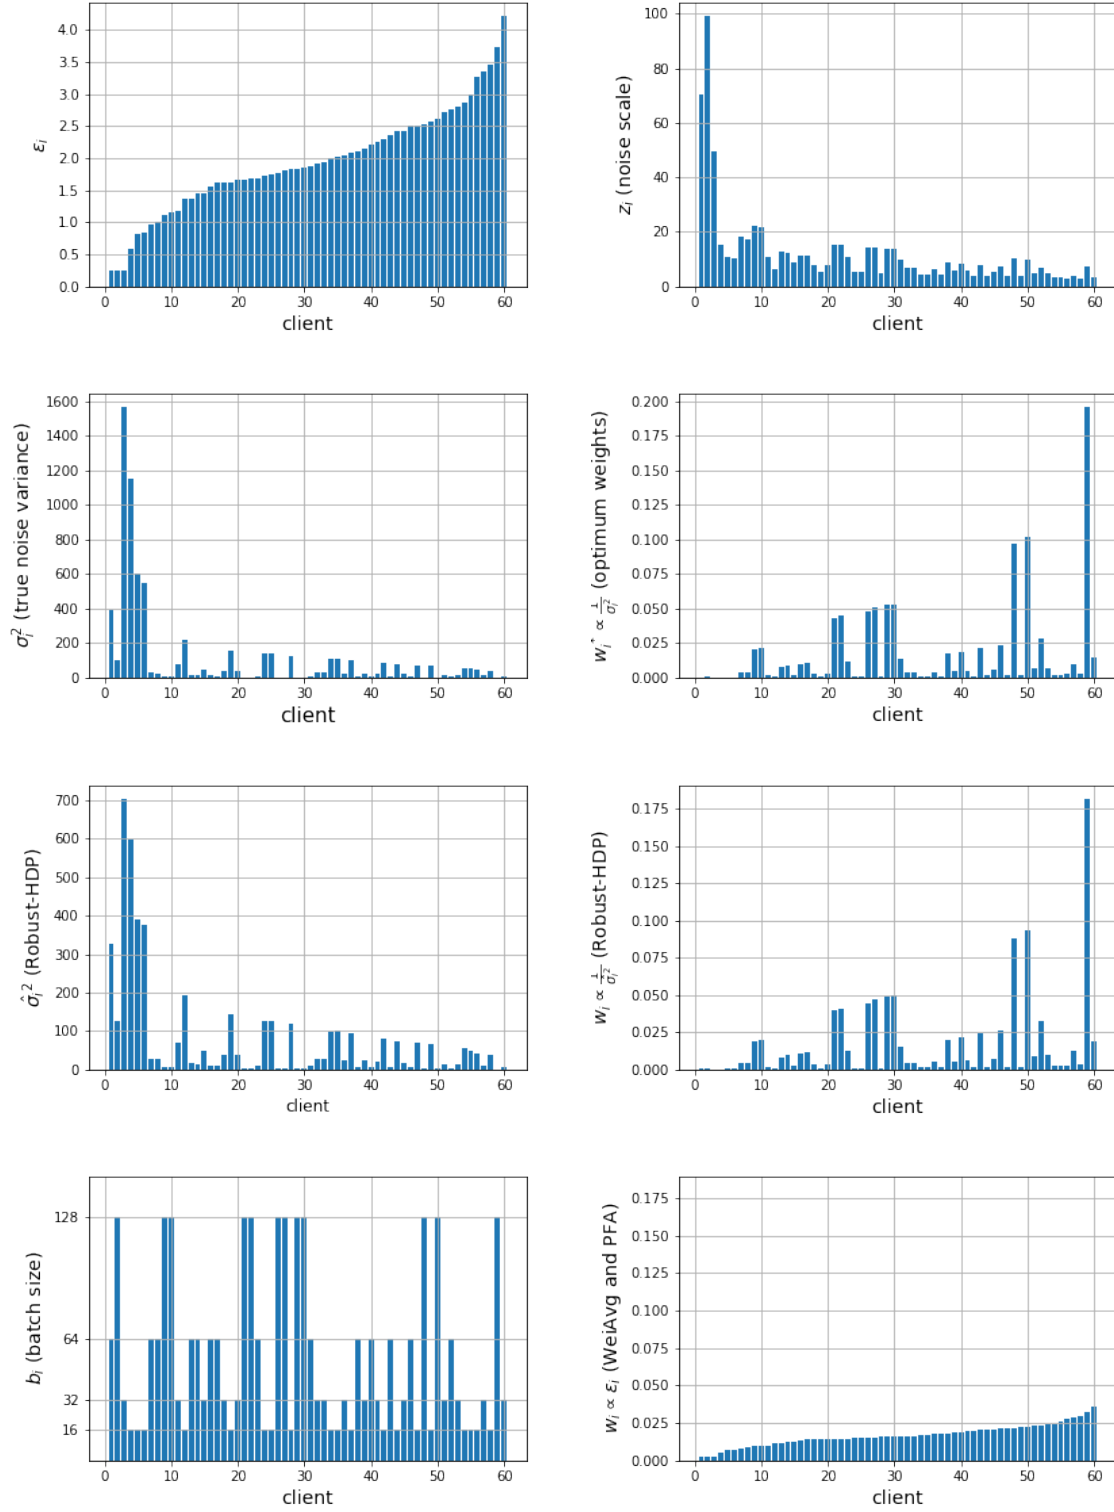 4.0
3.5
3.0
2.5
2.0
1.5
1.0
0.5
0.0
εᵢ
0 10 20 30 40 50 60
client
100
80
60
40
20
0
zᵢ (noise scale)
0 10 20 30 40 50 60
client
1600
1400
1200
1000
800
600
400
200
0
σᵢ² (true noise variance)
0 10 20 30 40 50 60
client
0.200
0.175
0.150
0.125
0.100
0.075
0.050
0.025
0.000
wᵢ* ∝ 1/σᵢ² (optimum weights)
0 10 20 30 40 50 60
client
700
600
500
400
300
200
100
0
σ̂ᵢ² (Robust-HDP)
0 10 20 30 40 50 60
client
0.175
0.150
0.125
0.100
0.075
0.050
0.025
0.000
wᵢ ∝ 1/σ̂ᵢ² (Robust-HDP)
0 10 20 30 40 50 60
client
128
64
32
16
bᵢ (batch size)
0 10 20 30 40 50 60
client
0.175
0.150
0.125
0.100
0.075
0.050
0.025
0.000
wᵢ ∝ εᵢ (WeiAvg and PFA)
0 10 20 30 40 50 60
client